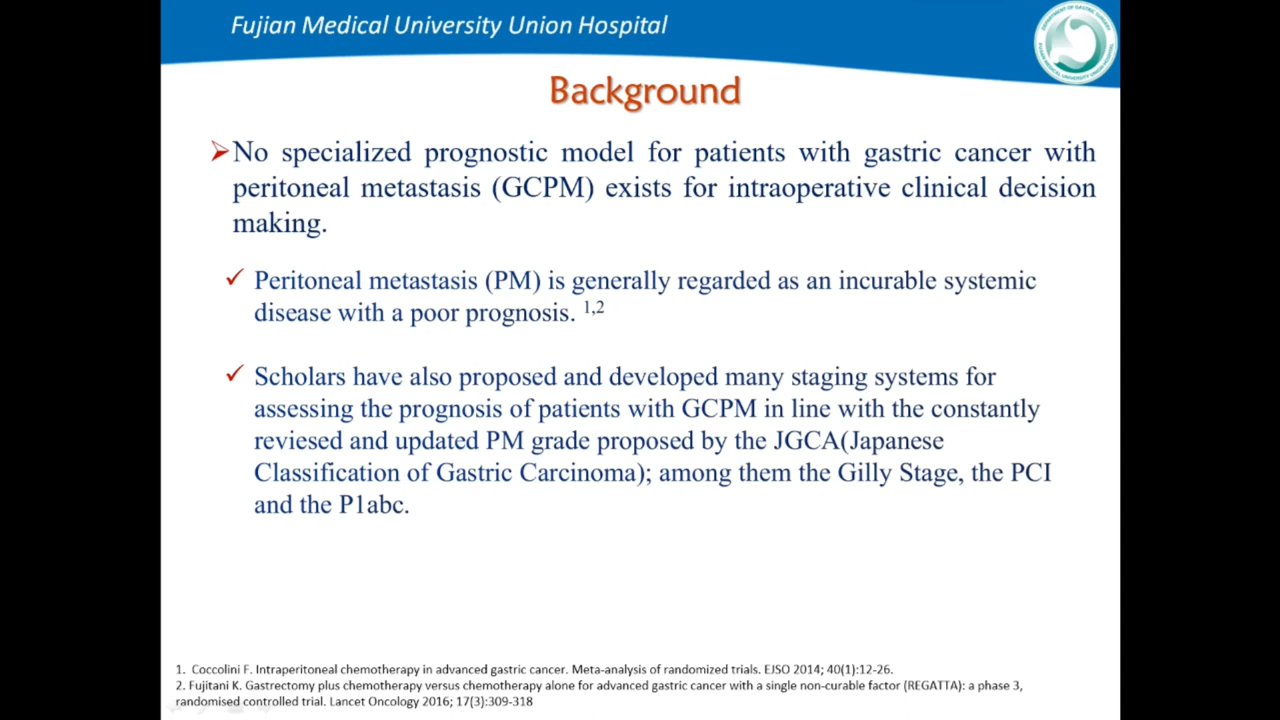 Fujian Medical University Union Hospital
Background
No specialized prognostic model for patients with gastric cancer with
peritoneal metastasis (GCPM) exists for intraoperative clinical decision
making.
Peritoneal metastasis (PM) is generally regarded as an incurable systemic
disease with a poor prognosis. 1,2
Scholars have also proposed and developed many staging systems for
assessing the prognosis of patients with GCPM in line with the constantly
reviesed and updated PM grade proposed by the JGCA(Japanese
Classification of Gastric Carcinoma); among them the Gilly Stage, the PCI
and the P1abc.
1. Coccolini F. Intraperitoneal chemotherapy in advanced gastric cancer. Meta-analysis of randomized trials. EJSO 2014; 40(1):12-26.
2. Fujitani K. Gastrectomy plus chemotherapy versus chemotherapy alone for advanced gastric cancer with a single non-curable factor (REGATTA): a phase 3,
randomised controlled trial. Lancet Oncology 2016; 17(3):309-318